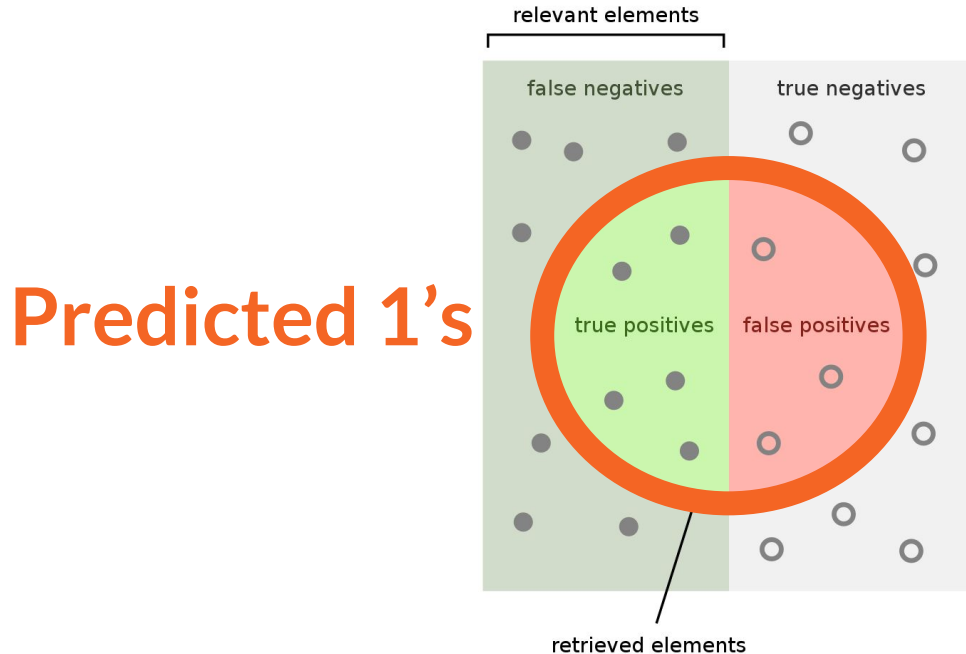 relevant elements
false negatives
true negatives
Predicted 1’s
true positives
false positives
retrieved elements